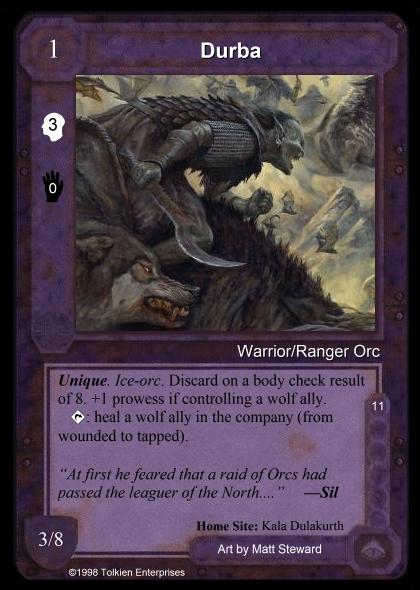 1
Durba
3
0
Warrior/Ranger Orc
Unique. Ice-orc. Discard on a body check result
of 8. +1 prowess if controlling a wolf ally.
: heal a wolf ally in the company (from
wounded to tapped).
11
“At first he feared that a raid of Orcs had
passed the leaguer of the North....” —Sil
Home Site: Kala Dulakurth
3/8
Art by Matt Steward
©1998 Tolkien Enterprises